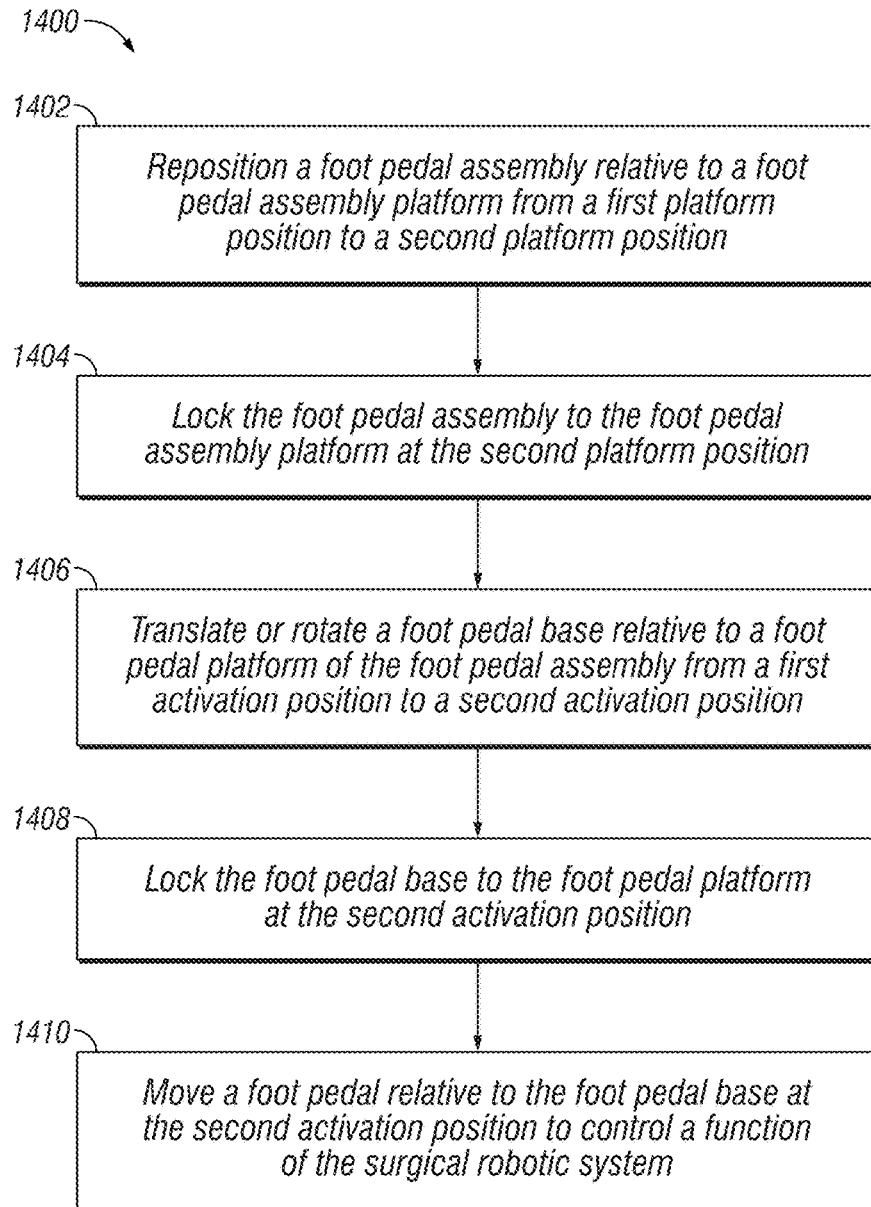 1400
1402
Reposition a foot pedal assembly relative to a foot
pedal assembly platform from a first platform
position to a second platform position
1404
Lock the foot pedal assembly to the foot pedal
assembly platform at the second platform position
1406
Translate or rotate a foot pedal base relative to a foot
pedal platform of the foot pedal assembly from a first
activation position to a second activation position
1408
Lock the foot pedal base to the foot pedal platform
at the second activation position
1410
Move a foot pedal relative to the foot pedal base at
the second activation position to control a function
of the surgical robotic system